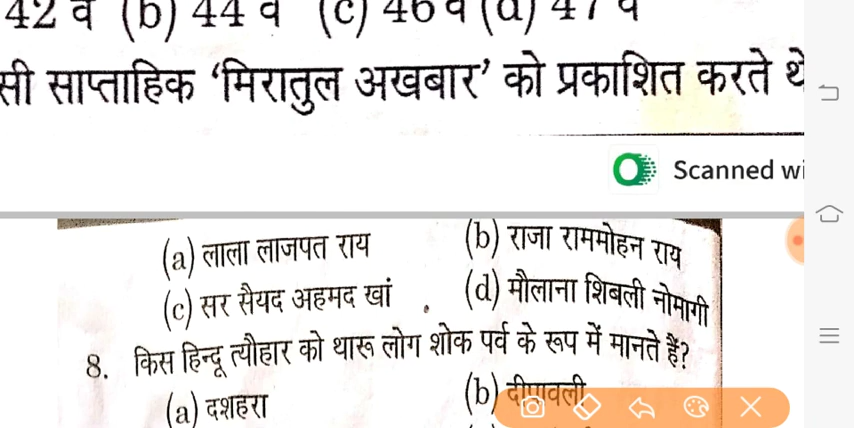 42 व (b) 44 व (c) 46 व (d) 47 व
सी साप्ताहिक ‘मिरातुल अखबार’ को प्रकाशित करते थे
Scanned wi
(a) लाला लाजपत राय (b) राजा राममोहन राय
(c) सर सैयद अहमद खां (d) मौलाना शिबली नोमागी
8. किस हिन्दू त्यौहार को थारू लोग शोक पर्व के रूप में मानते हैं?
(a) दशहरा (b) दीपावली